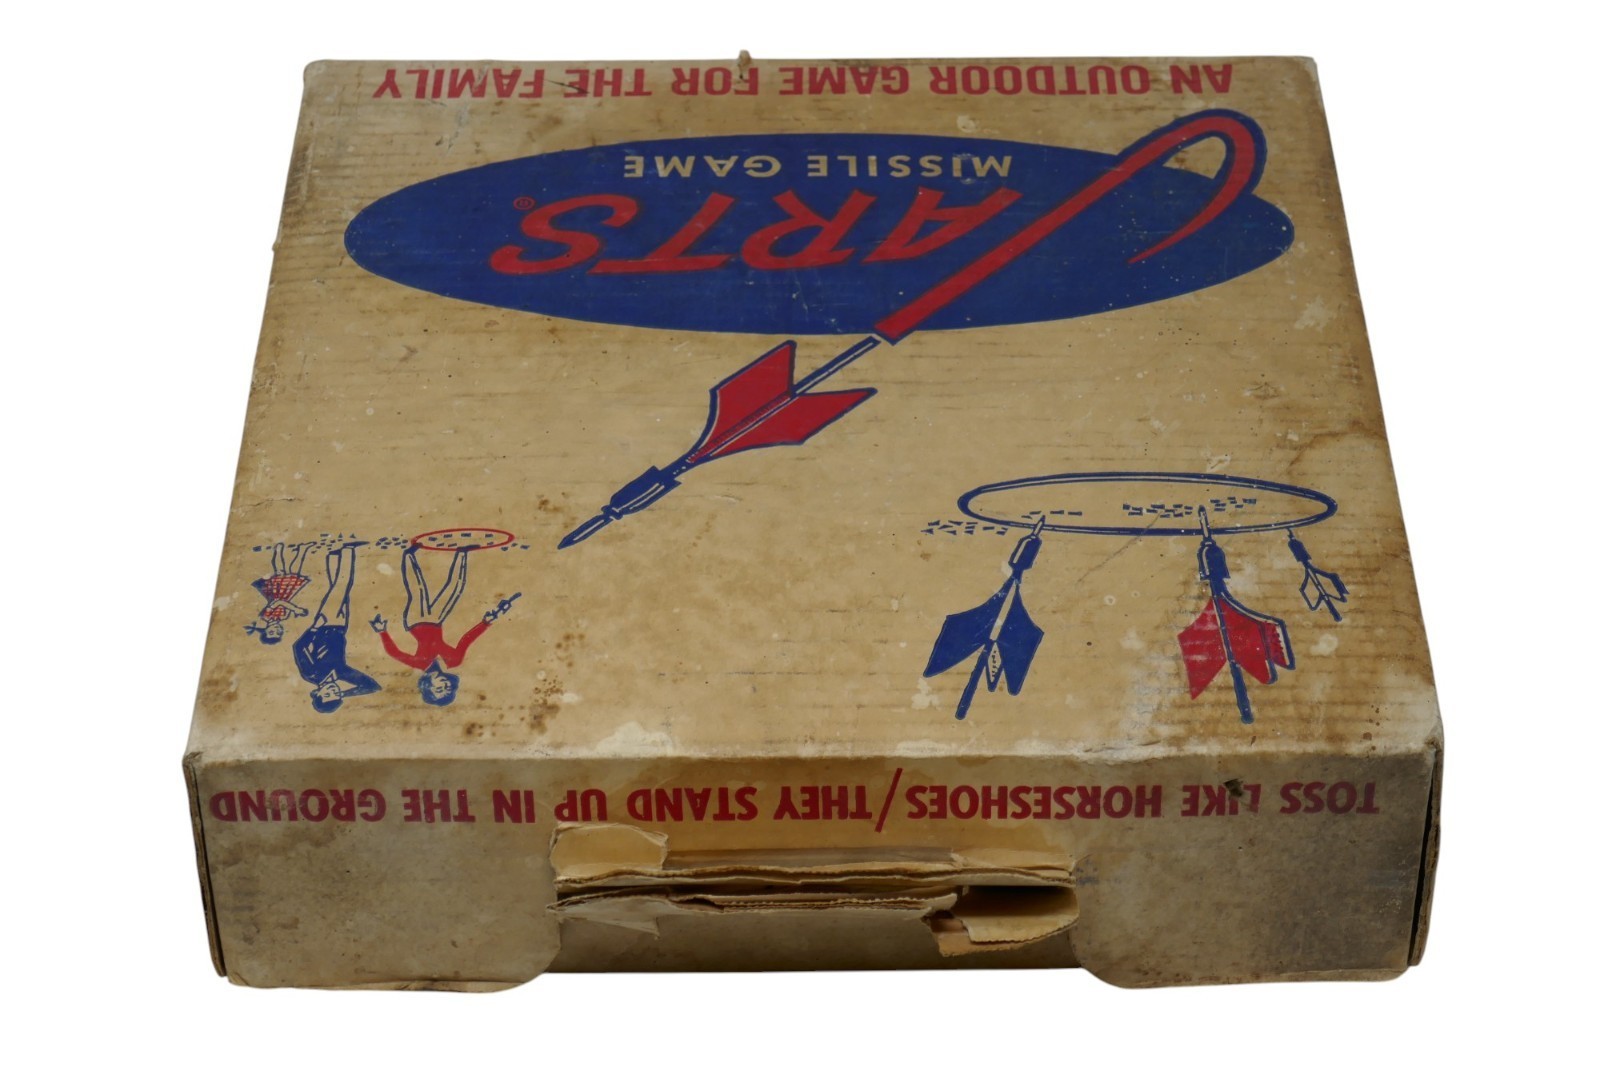 TOSS LIKE HORSESHOES/THEY STAND UP IN THE GROUND
JARTS®
MISSILE GAME
AN OUTDOOR GAME FOR THE FAMILY